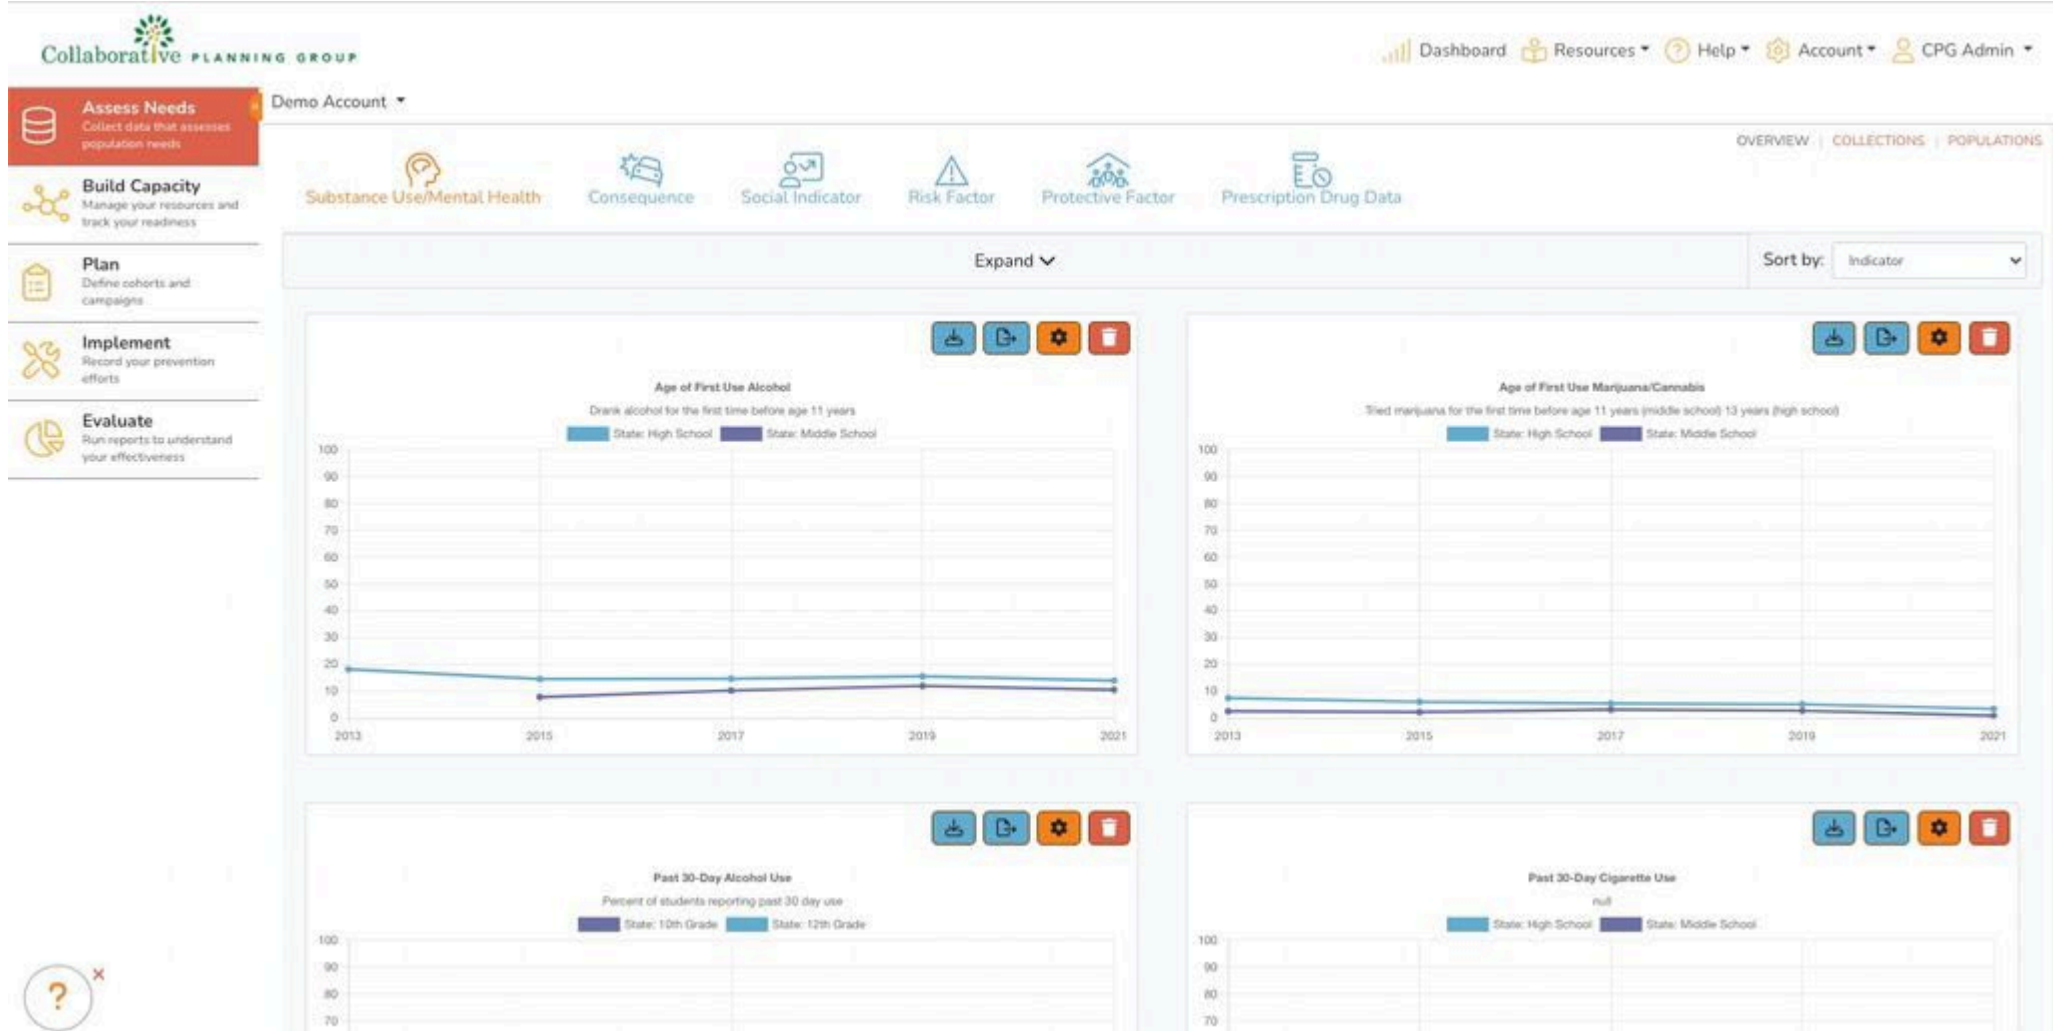 Collaborative PLANNING GROUP
Dashboard Resources Help Account CPG Admin
Assess Needs
Collect data that assesses
population needs
Build Capacity
Manage your resources and
track your readiness
Plan
Define cohorts and
campaigns
Implement
Record your prevention
efforts
Evaluate
Run reports to understand
your effectiveness
Demo Account
OVERVIEW | COLLECTIONS | POPULATIONS
Substance Use/Mental Health Consequence Social Indicator Risk Factor Protective Factor Prescription Drug Data
Expand
Sort by: Indicator
Age of First Use Alcohol
Drank alcohol for the first time before age 11 years
State: High School State: Middle School
100
90
80
70
60
50
40
30
20
10
0
2013 2015 2017 2019 2021
Age of First Use Marijuana/Cannabis
Tried marijuana for the first time before age 11 years (middle school) 13 years (high school)
State: High School State: Middle School
100
90
80
70
60
50
40
30
20
10
0
2013 2015 2017 2019 2021
Past 30-Day Alcohol Use
Percent of students reporting past 30 day use
State: 10th Grade State: 12th Grade
100
90
80
70
Past 30-Day Cigarette Use
null
State: High School State: Middle School
100
90
80
70
?